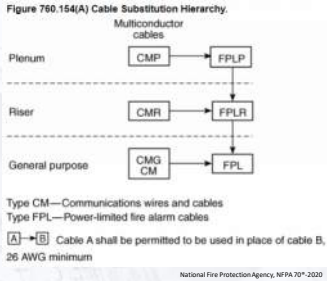 Figure 760.154(A) Cable Substitution Hierarchy.
Multiconductor
cables
Plenum CMP FPLP
Riser CMR FPLR
General purpose CMG
CM FPL
Type CM—Communications wires and cables
Type FPL—Power-limited fire alarm cables
A B Cable A shall be permitted to be used in place of cable B,
26 AWG minimum
National Fire Protection Agency, NFPA 70®-2020